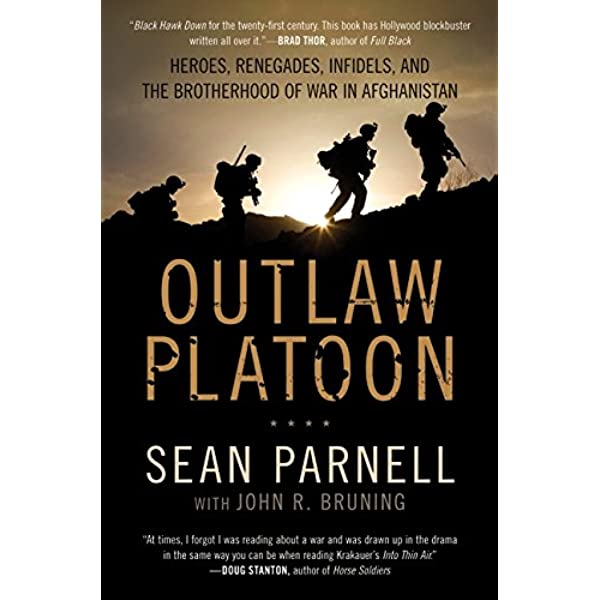 "Black Hawk Down for the twenty-first century. This book has Hollywood blockbuster
written all over it."—BRAD THOR, author of Full Black
HEROES, RENEGADES, INFIDELS, AND
THE BROTHERHOOD OF WAR IN AFGHANISTAN
OUTLAW
PLATOON
★ ★ ★ ★
SEAN PARNELL
WITH JOHN R. BRUNING
"At times, I forgot I was reading about a war and was drawn up in the drama
in the same way you can be when reading Krakauer's Into Thin Air."
—DOUG STANTON, author of Horse Soldiers